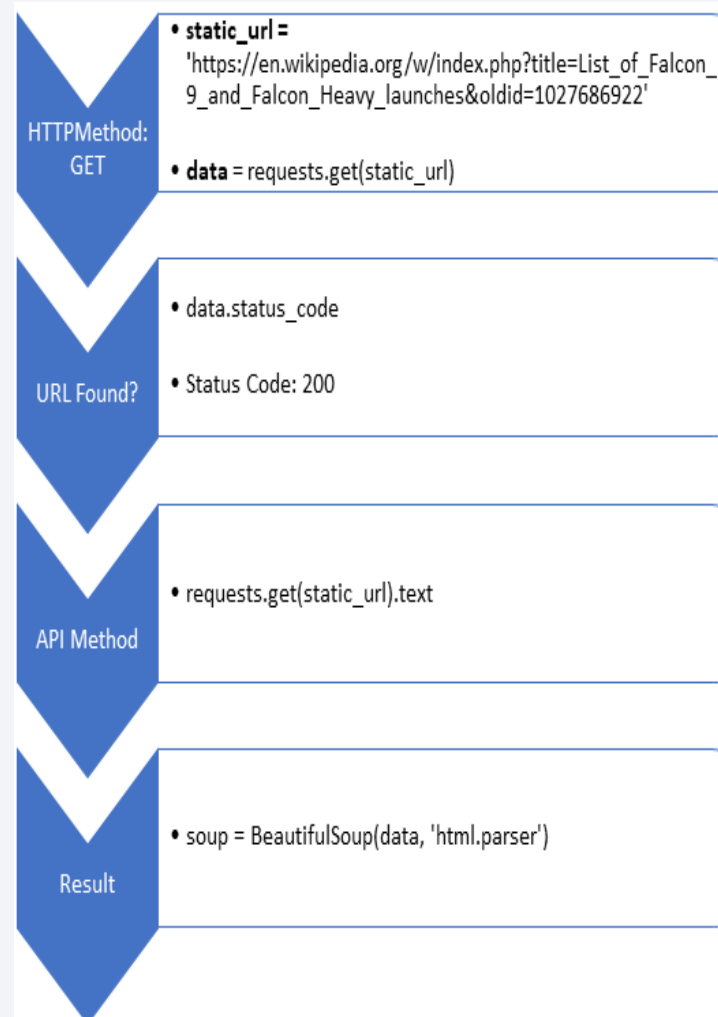 HTTPMethod:
GET
• static_url =
'https://en.wikipedia.org/w/index.php?title=List_of_Falcon_
9_and_Falcon_Heavy_launches&oldid=1027686922'
• data = requests.get(static_url)
URL Found?
• data.status_code
• Status Code: 200
API Method
• requests.get(static_url).text
Result
• soup = BeautifulSoup(data, 'html.parser')